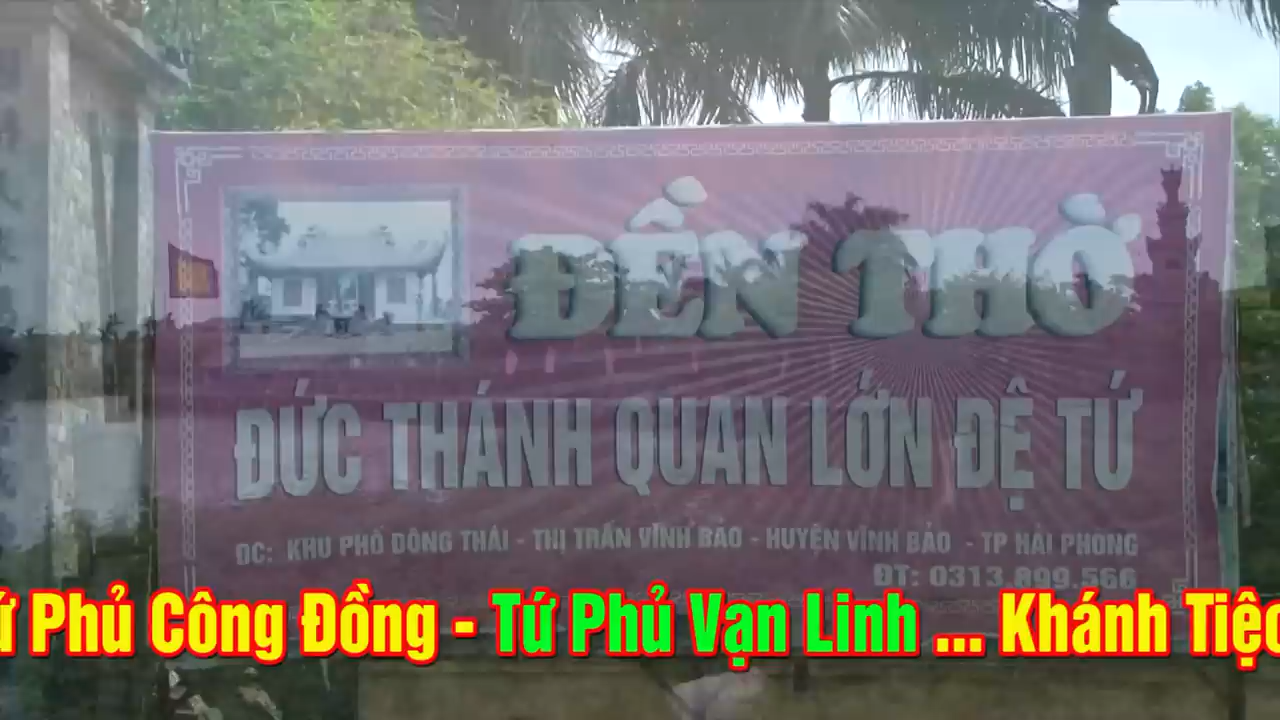 ĐỀN THỜ
ĐỨC THÁNH QUAN LỚN ĐỆ TỨ
ĐC: KHU PHỐ ĐÔNG THÁI - THỊ TRẤN VĨNH BẢO - HUYỆN VĨNH BẢO - TP HẢI PHÒNG
ĐT: 0313.899.566
ứ Phủ Công Đồng - Tứ Phủ Vạn Linh ... Khánh Tiệc